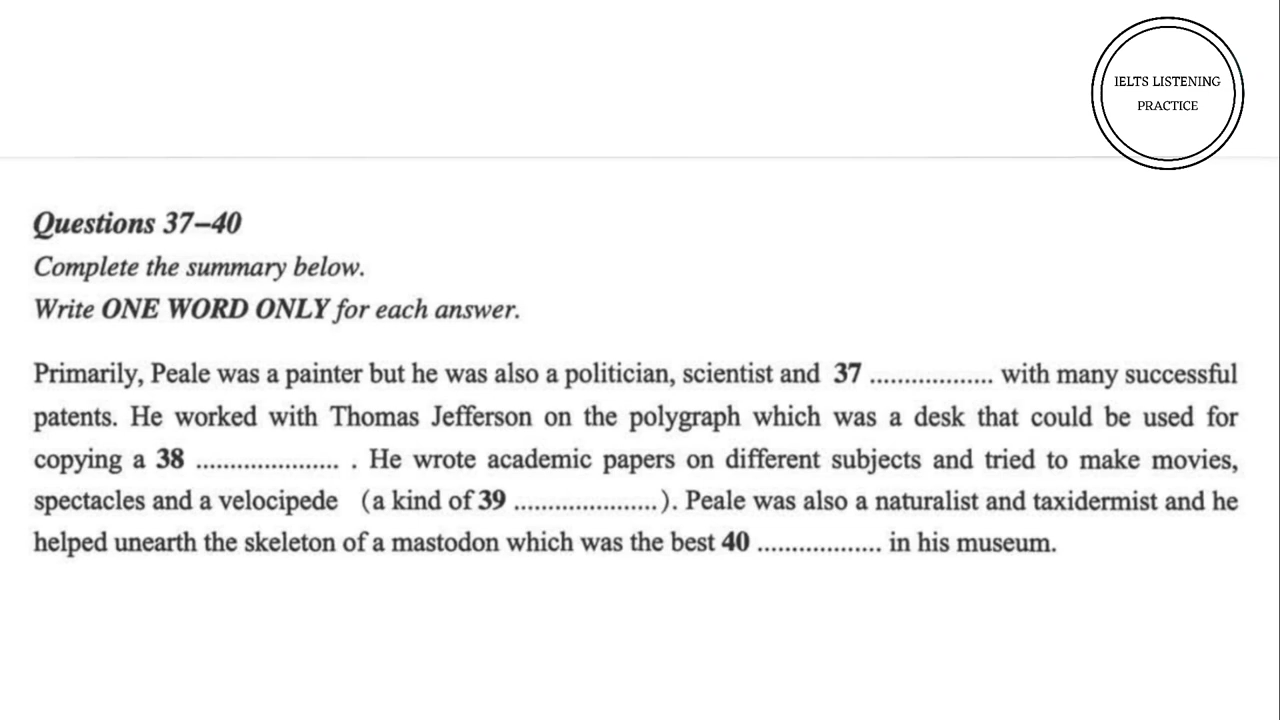 IELTS LISTENING
PRACTICE
Questions 37–40
Complete the summary below.
Write ONE WORD ONLY for each answer.
Primarily, Peale was a painter but he was also a politician, scientist and 37 .................. with many successful
patents. He worked with Thomas Jefferson on the polygraph which was a desk that could be used for
copying a 38 ..................... . He wrote academic papers on different subjects and tried to make movies,
spectacles and a velocipede (a kind of 39 .....................). Peale was also a naturalist and taxidermist and he
helped unearth the skeleton of a mastodon which was the best 40 .................. in his museum.